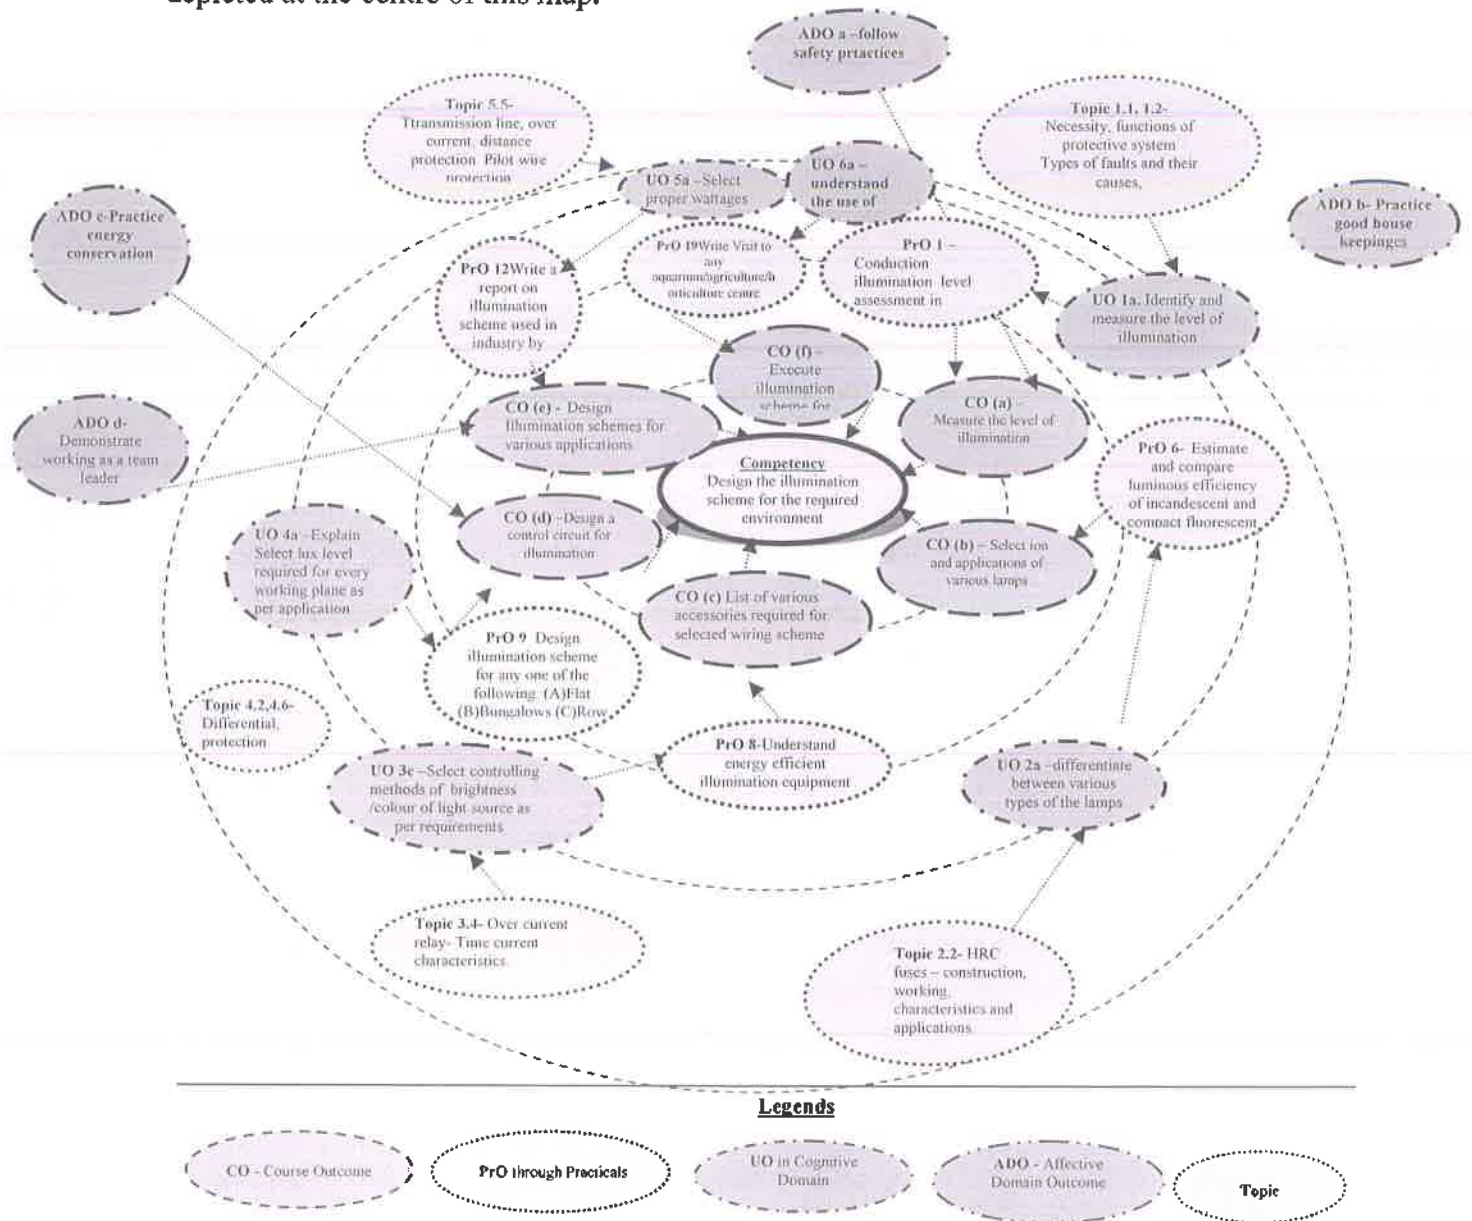 depicted at the centre of this map.
ADO a –follow
safety prtactices
Topic 5.5-
Ttransmission line, over
current, distance
protection. Pilot wire
protection
Topic 1.1, 1.2-
Necessity, functions of
protective system
Types of faults and their
causes,
UO 5a –Select
proper wattages
UO 6a –
understand
the use of
ADO c-Practice
energy
conservation
ADO b- Practice
good house
keepinges
PrO 12Write a
report on
illumination
scheme used in
industry by
PrO 19Write Visit to
any
aquarium/agriculture/h
orticulture centre
PrO 1 –
Conduction
illumination level
assessment in
UO 1a. Identify and
measure the level of
illumination
CO (f) –
Execute
illumination
scheme for
CO (e) - Design
Illumination schemes for
various applications
CO (a) –
Measure the level of
illumination
ADO d-
Demonstrate
working as a team
leader
Competency
Design the illumination
scheme for the required
environment
PrO 6- Estimate
and compare
luminous efficiency
of incandescent and
compact fluorescent
UO 4a –Explain
Select lux level
required for every
working plane as
per application
CO (d) –Design a
control circuit for
illumination
CO (b) – Select ion
and applications of
various lamps
CO (c) List of various
accessories required for
selected wiring scheme
PrO 9 Design
illumination scheme
for any one of the
following. (A)Flat
(B)Bungalows (C)Row
Topic 4.2,4.6-
Differential,
protection
PrO 8-Understand
energy efficient
illumination equipment
UO 3c –Select controlling
methods of brightness
/colour of light source as
per requirements
UO 2a –differentiate
between various
types of the lamps
Topic 3.4- Over current
relay- Time current
characteristics.
Topic 2.2- HRC
fuses – construction,
working,
characteristics and
applications
Legends
CO - Course Outcome
PrO through Practicals
UO in Cognitive
Domain
ADO - Affective
Domain Outcome
Topic